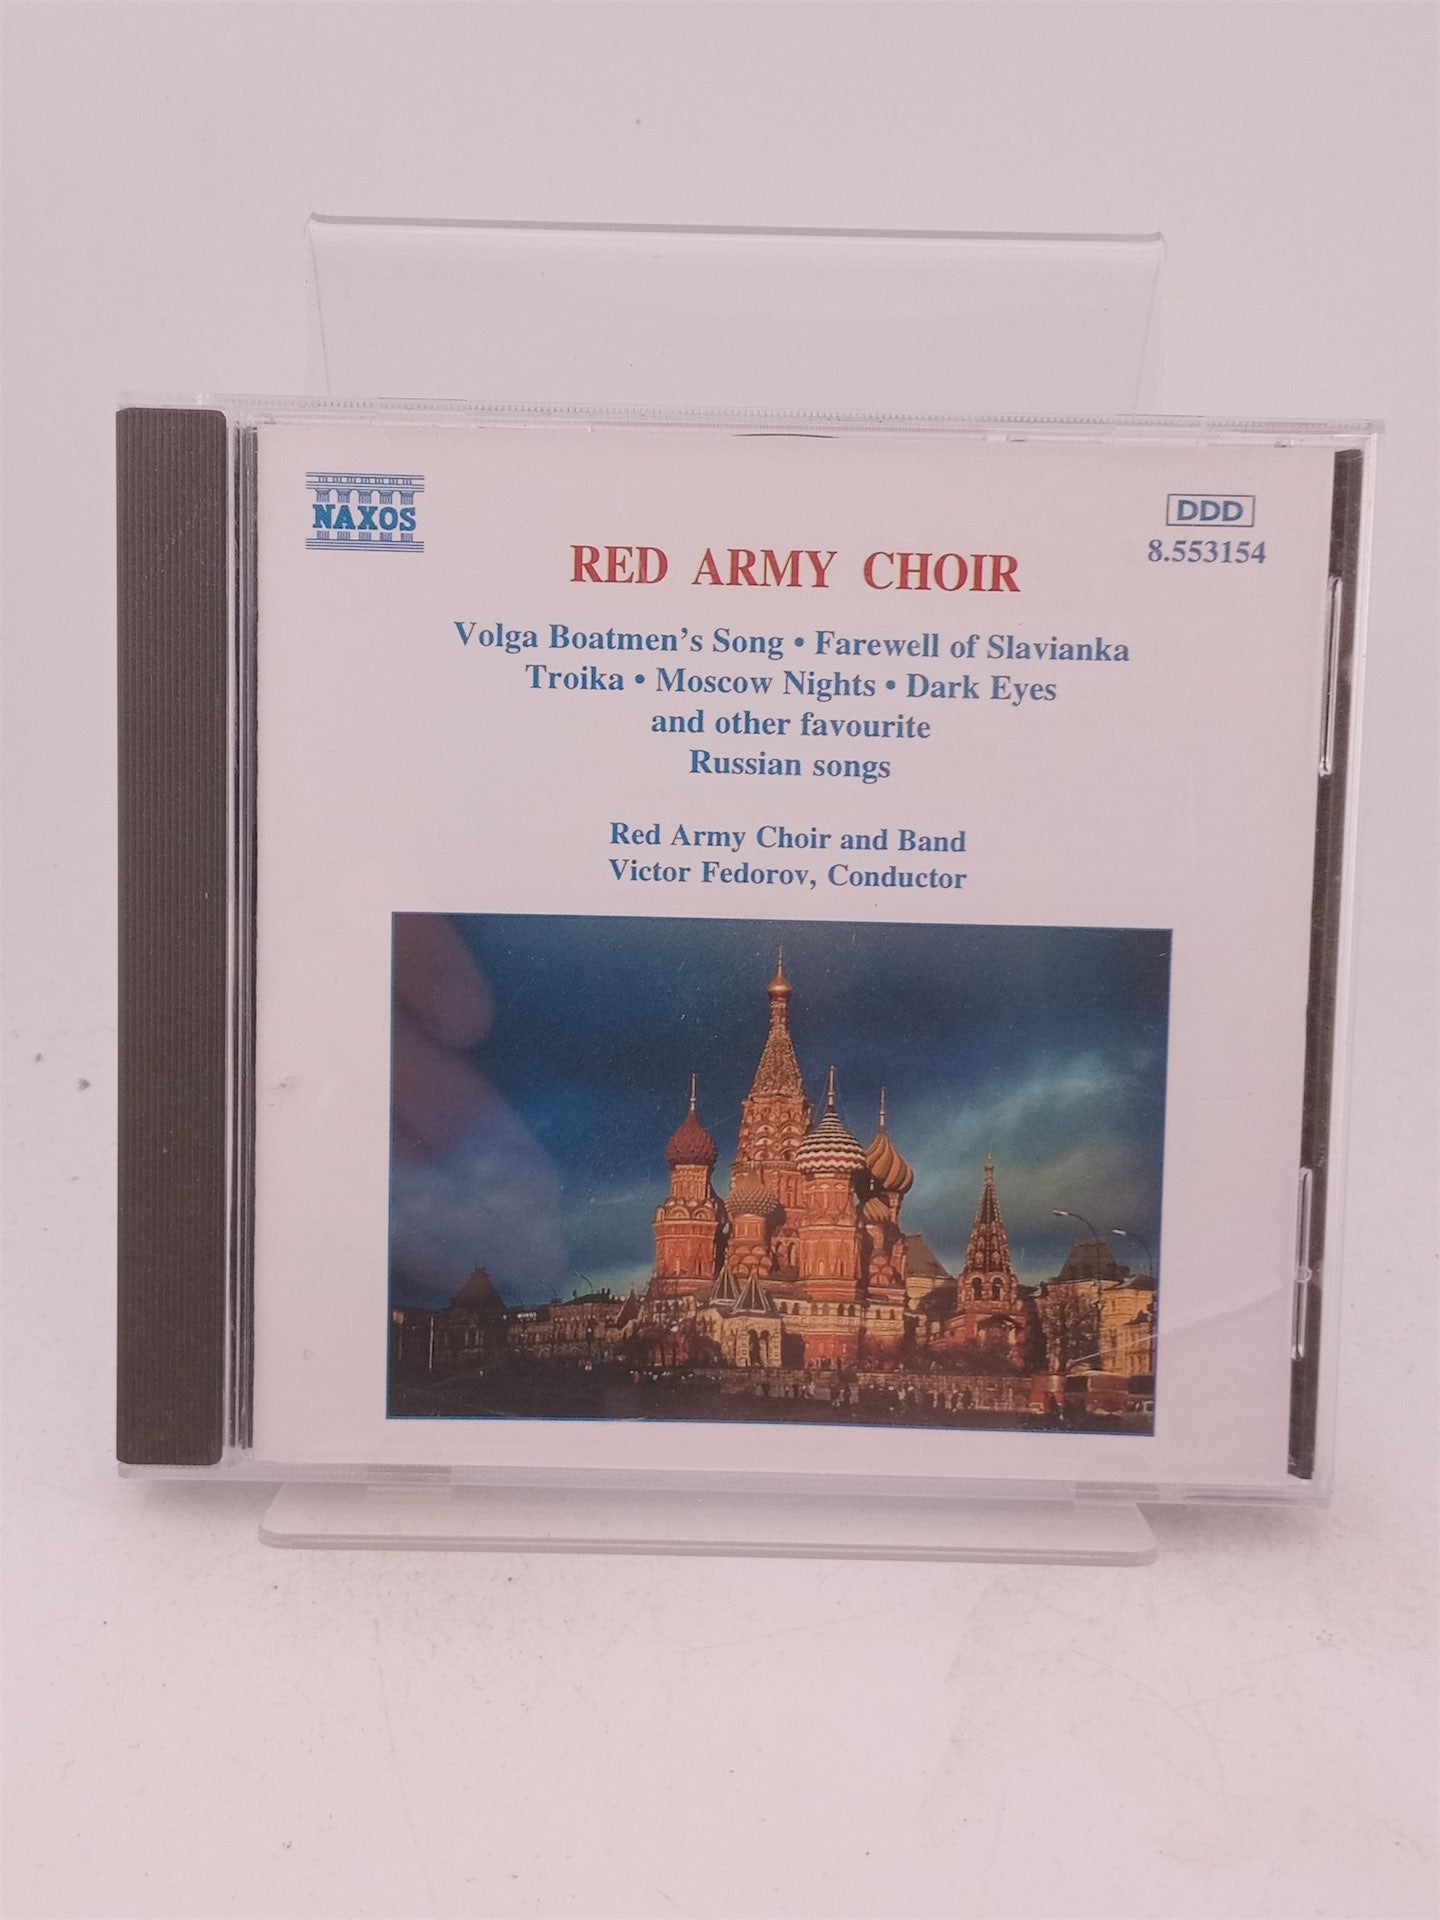 NAXOS
DDD
8.553154
RED ARMY CHOIR
Volga Boatmen's Song • Farewell of Slavianka
Troika • Moscow Nights • Dark Eyes
and other favourite
Russian songs
Red Army Choir and Band
Victor Fedorov, Conductor